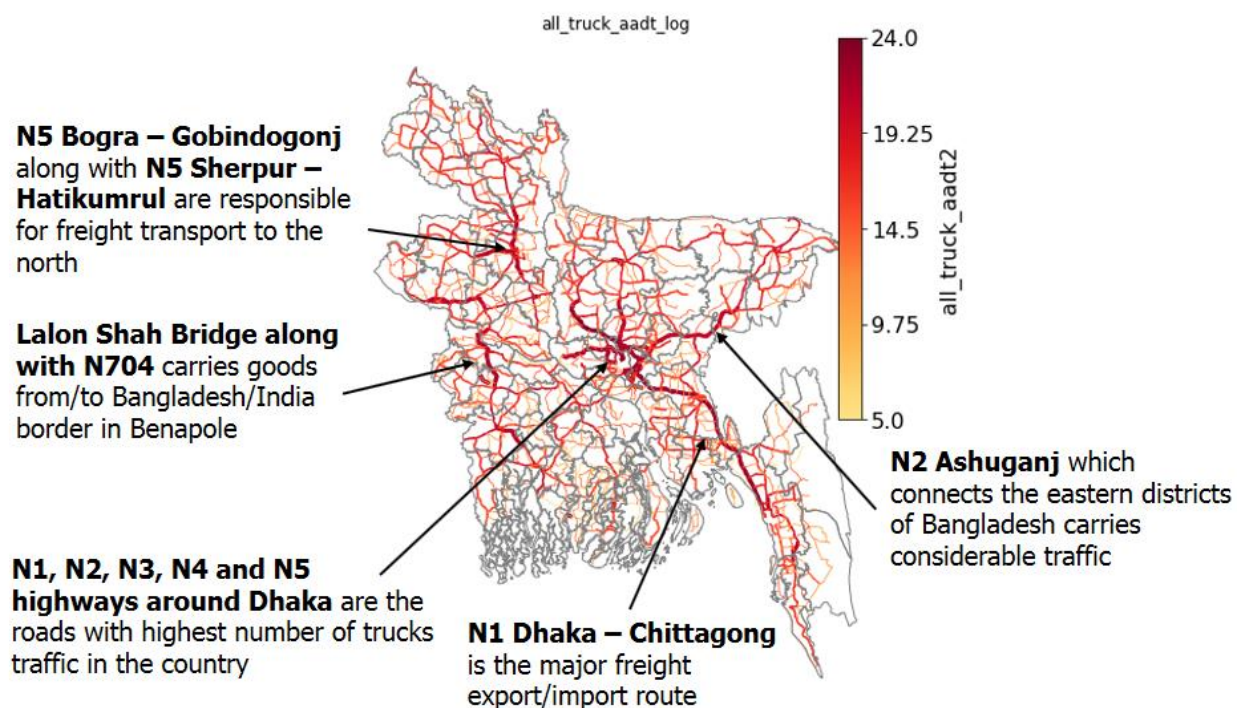 all_truck_aadt_log
24.0
19.25
14.5
9.75
5.0
all_truck_aadt2
N5 Bogra – Gobindogonj
along with N5 Sherpur –
Hatikumrul are responsible
for freight transport to the
north
Lalon Shah Bridge along
with N704 carries goods
from/to Bangladesh/India
border in Benapole
N1, N2, N3, N4 and N5
highways around Dhaka are the
roads with highest number of trucks
traffic in the country
N1 Dhaka – Chittagong
is the major freight
export/import route
N2 Ashuganj which
connects the eastern districts
of Bangladesh carries
considerable traffic